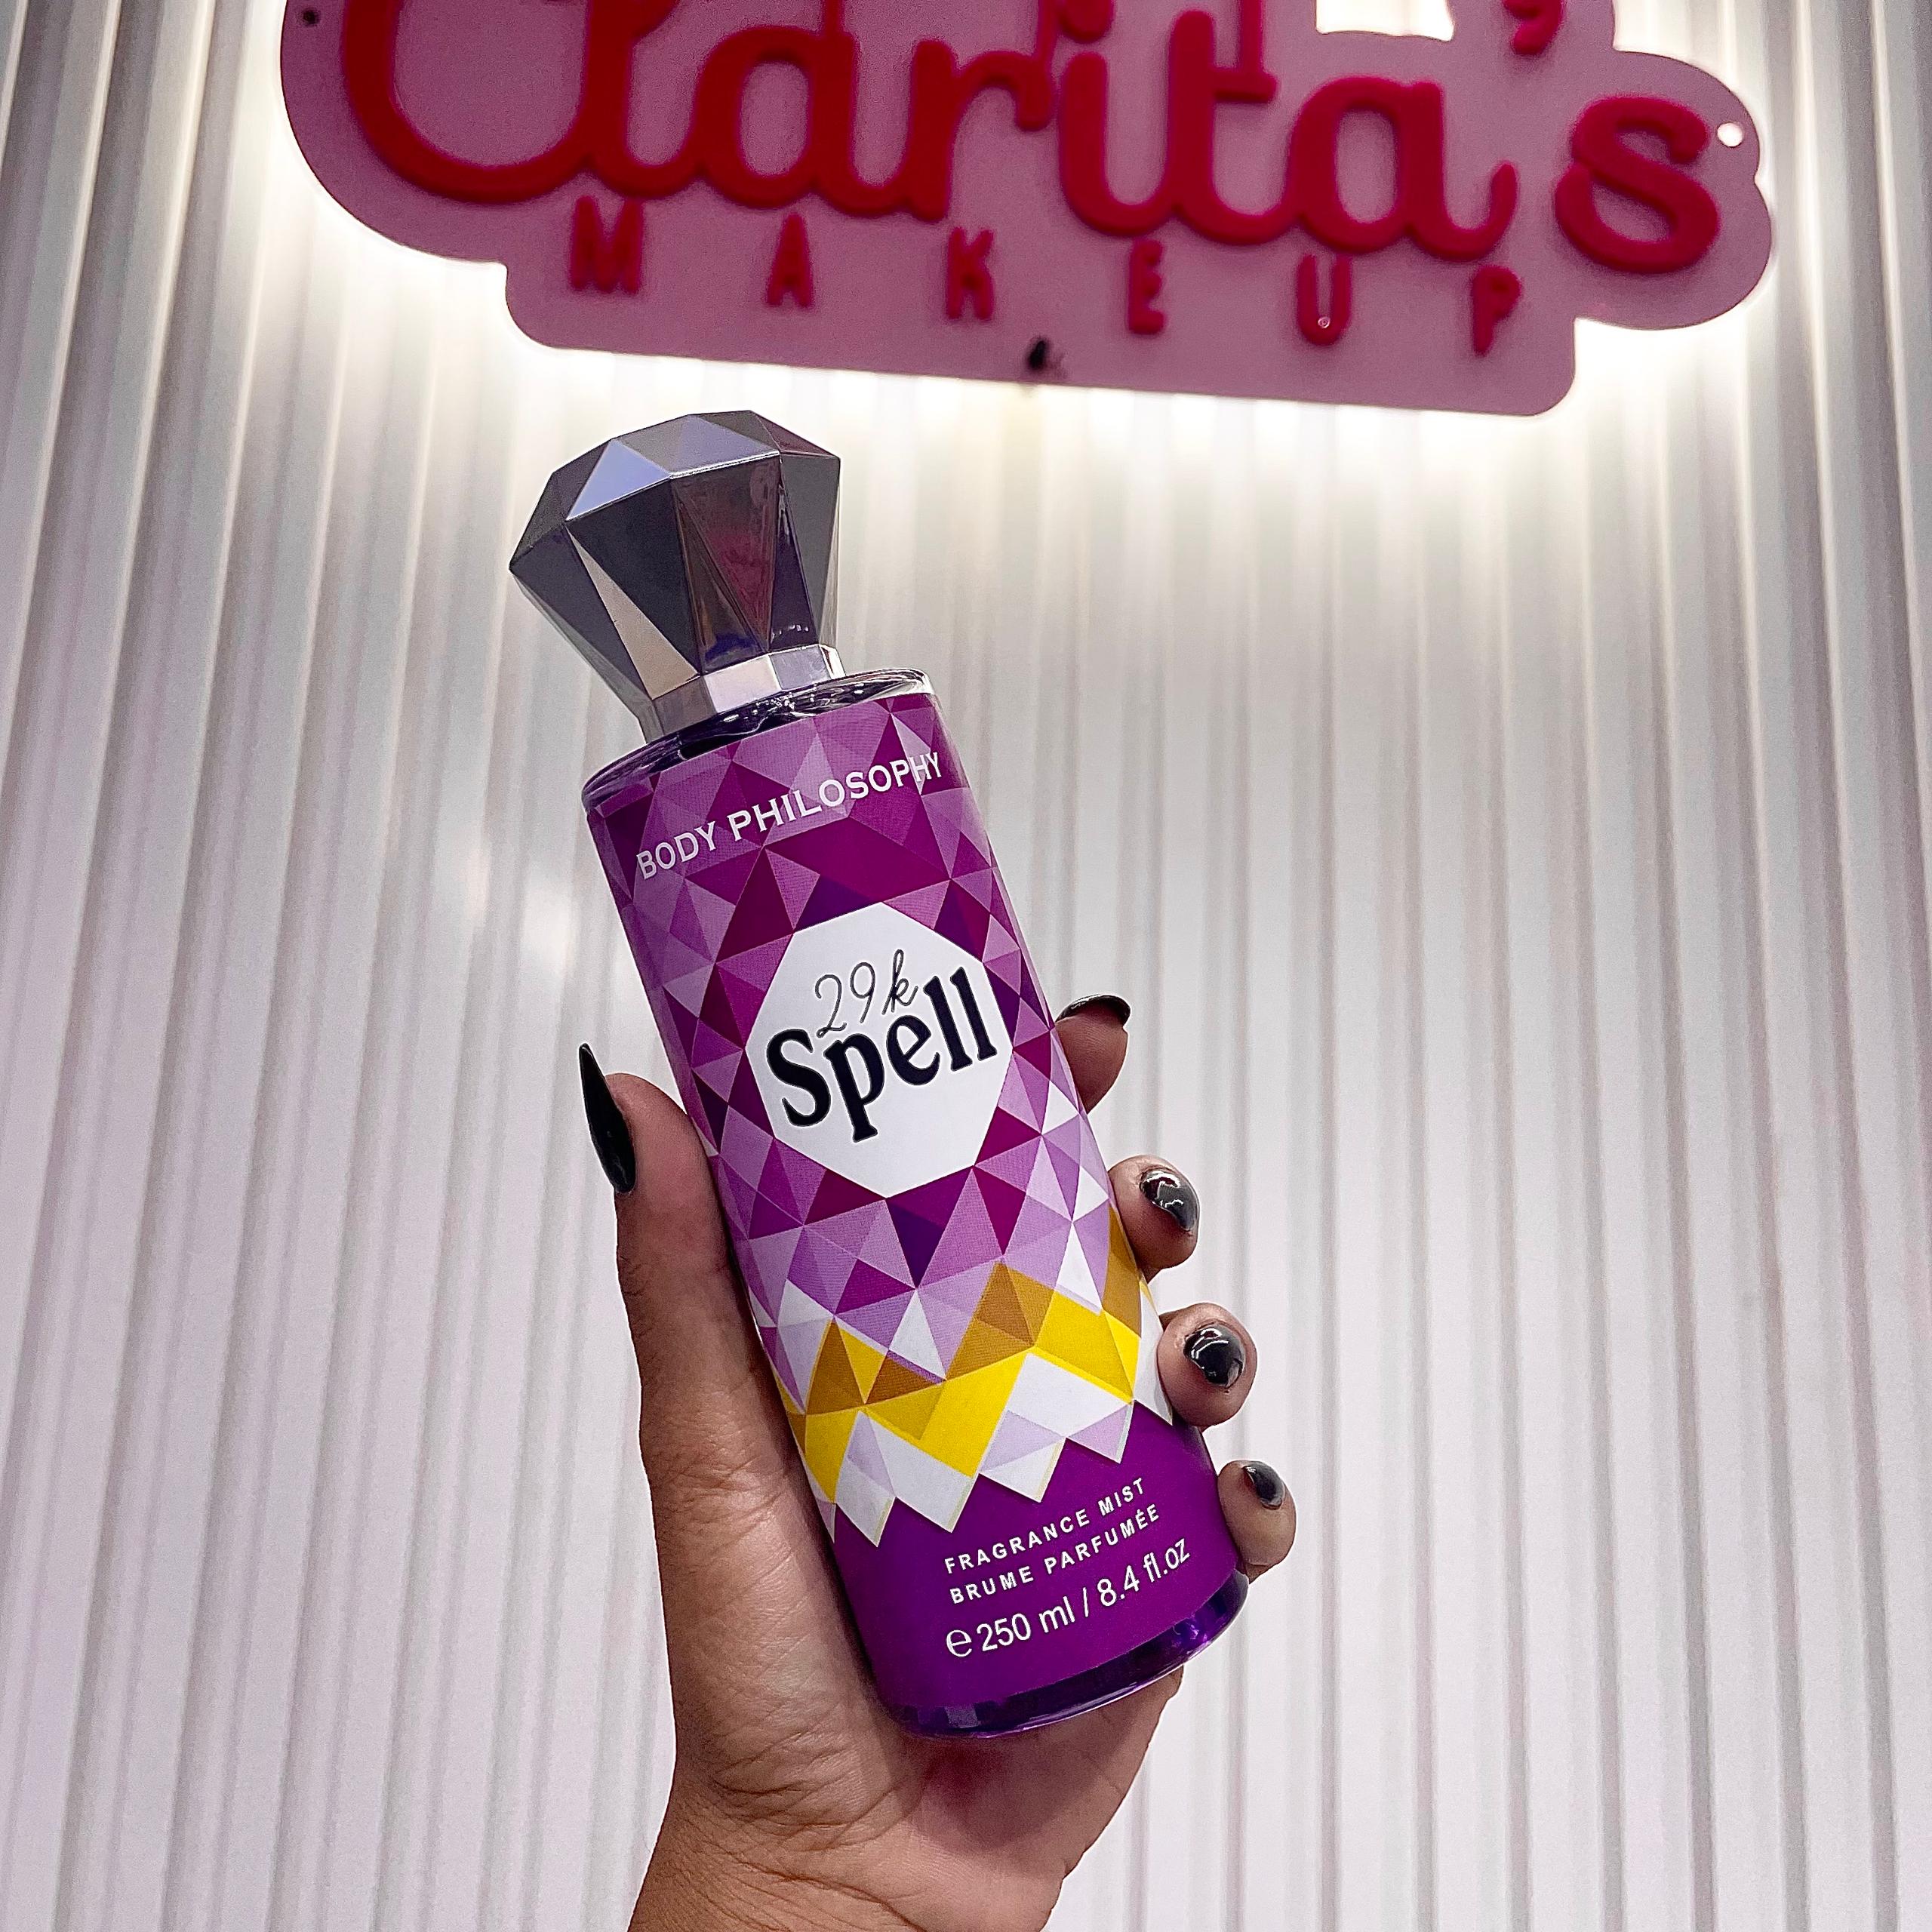 Clarita's
MAKEUP
BODY PHILOSOPHY
29k
Spell
FRAGRANCE MIST
BRUME PARFUMÉE
℮ 250 ml / 8.4 fl.oz